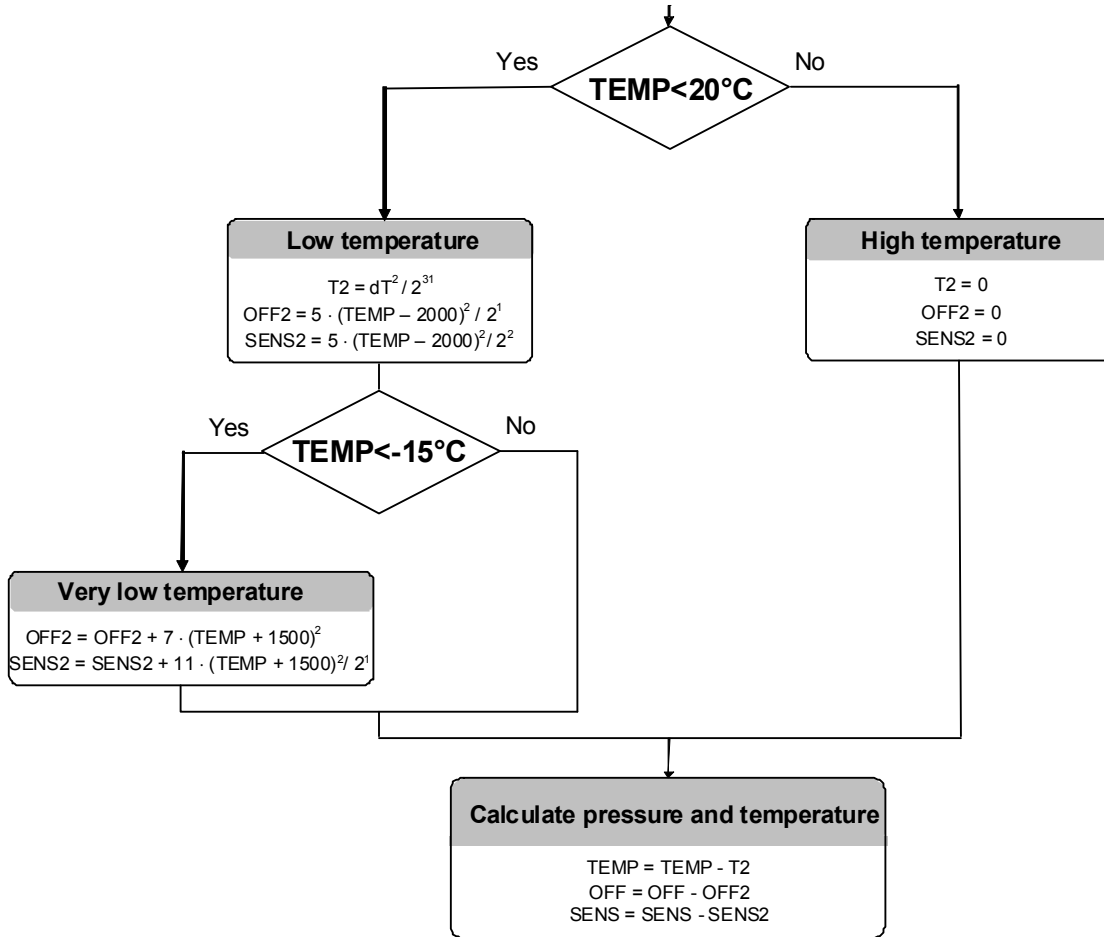 Yes
No
TEMP<20°C
Low temperature
T2 = dT² / 2³¹
OFF2 = 5 · (TEMP – 2000)² / 2¹
SENS2 = 5 · (TEMP – 2000)² / 2²
High temperature
T2 = 0
OFF2 = 0
SENS2 = 0
Yes
No
TEMP<-15°C
Very low temperature
OFF2 = OFF2 + 7 · (TEMP + 1500)²
SENS2 = SENS2 + 11 · (TEMP + 1500)² / 2¹
Calculate pressure and temperature
TEMP = TEMP - T2
OFF = OFF - OFF2
SENS = SENS - SENS2